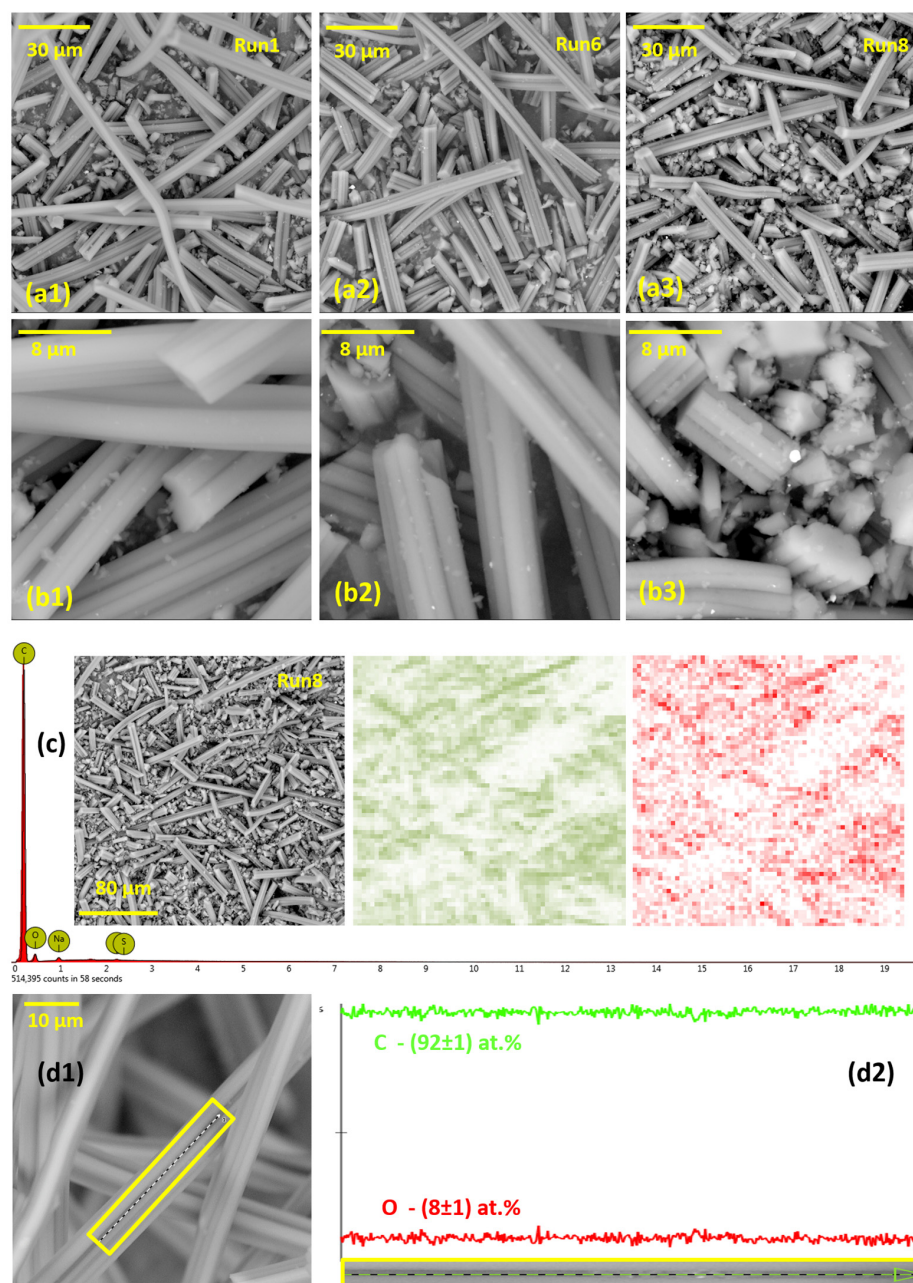 30 µm
Run1
(a1)
30 µm
Run6
(a2)
30 µm
Run8
(a3)
8 µm
(b1)
8 µm
(b2)
8 µm
(b3)
C
(c)
Run8
80 µm
O
Na
S
0 1 2 3 4 5 6 7 8 9 10 11 12 13 14 15 16 17 18 19
514,395 counts in 58 seconds
10 µm
(d1)
C - (92±1) at.%
(d2)
O - (8±1) at.%